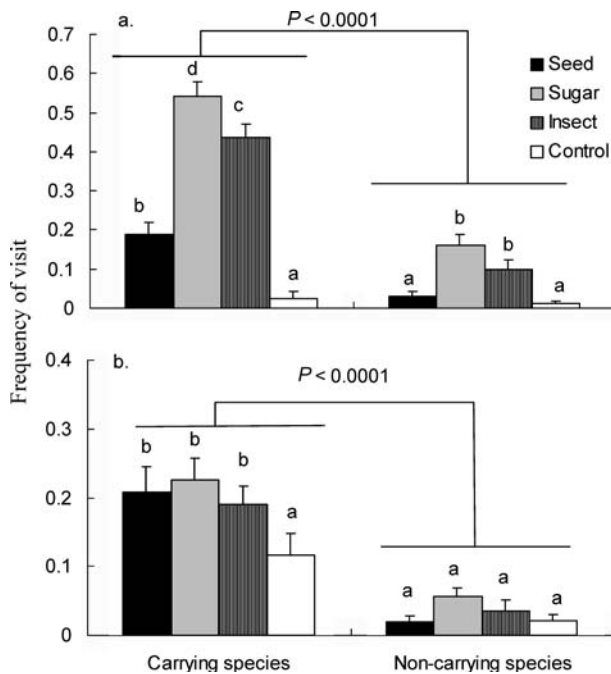 a.
P < 0.0001
0.7
0.6
0.5
0.4
0.3
0.2
0.1
0
Seed
Sugar
Insect
Control
b
d
c
a
a
b
b
a
Frequency of visit
b.
P < 0.0001
0.4
0.3
0.2
0.1
0
b
b
b
a
a
a
a
a
Carrying species
Non-carrying species